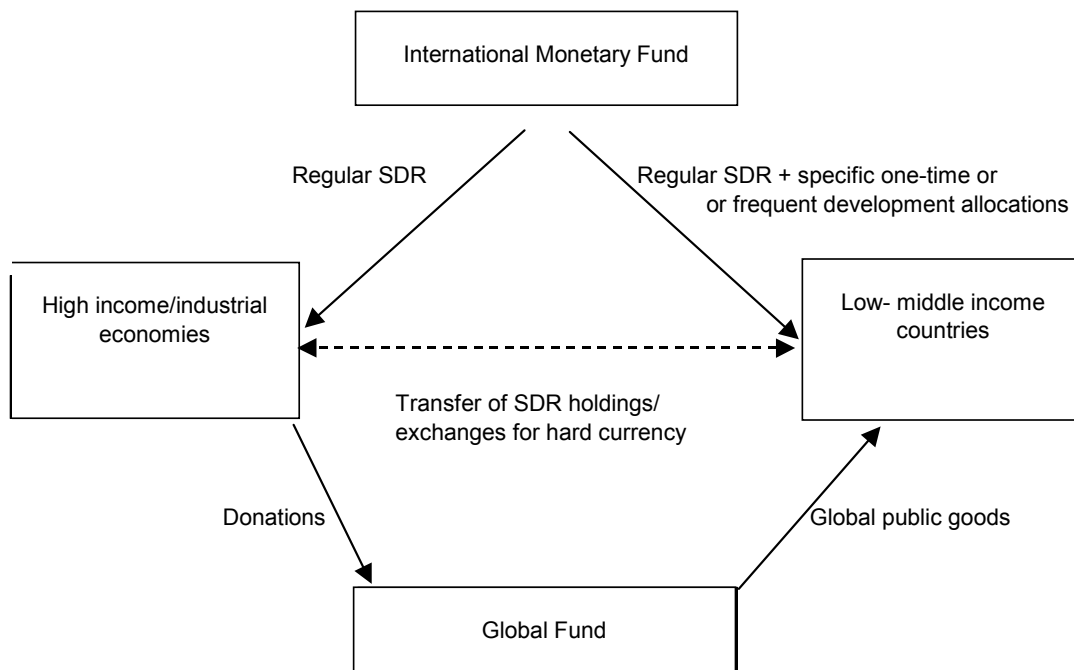 International Monetary Fund
Regular SDR
Regular SDR + specific one-time or
or frequent development allocations
High income/industrial
economies
Low- middle income
countries
Transfer of SDR holdings/
exchanges for hard currency
Donations
Global public goods
Global Fund